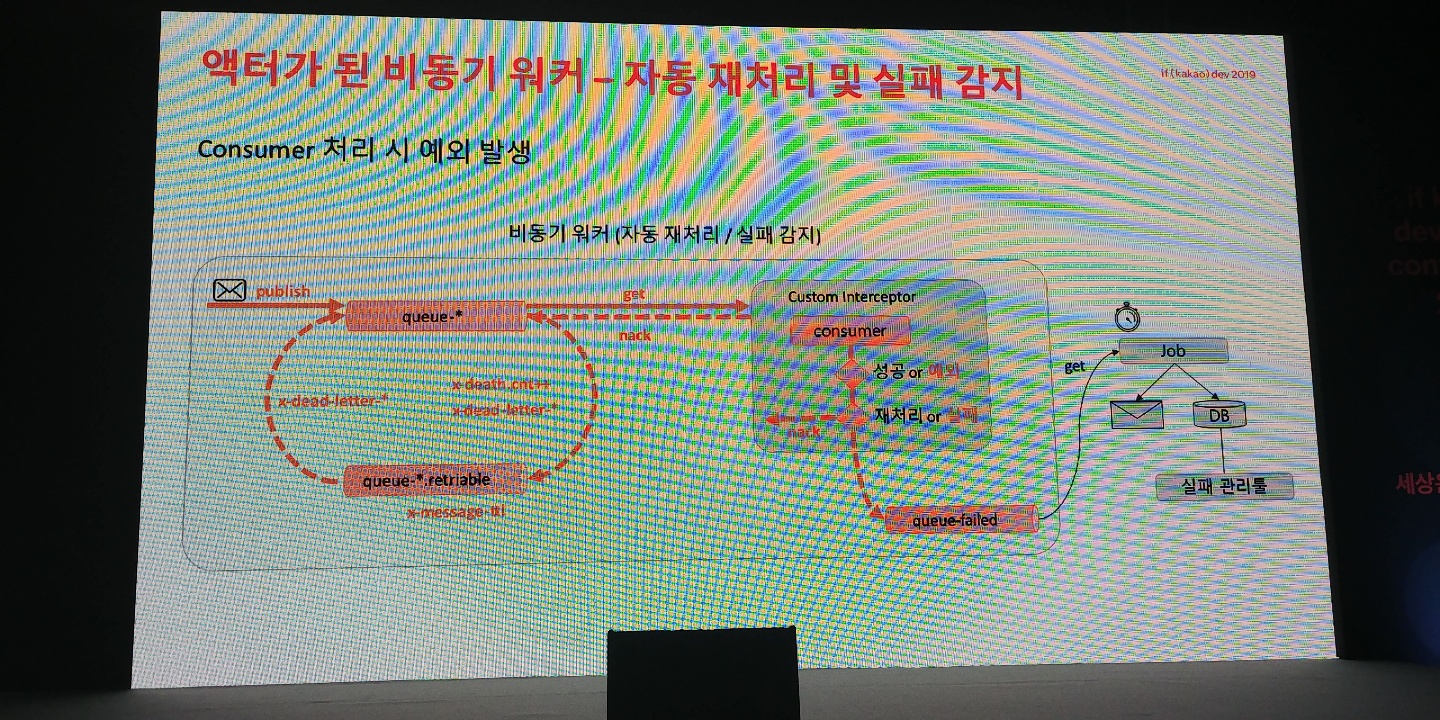 액터가 된 비동기 워커 – 자동 재처리 및 실패 감지
if(kakao)dev 2019
Consumer 처리 시 예외 발생
비동기 워커 (자동 재처리 / 실패 감지)
publish
queue-*
get
nack
Custom Interceptor
consumer
성공 or 예외
재처리 or 실패
nack
x-death.cnt++
x-dead-letter-*
x-dead-letter-*
queue-*.retriable
x-message-ttl
queue-failed
get
Job
DB
실패 관리툴
세상을